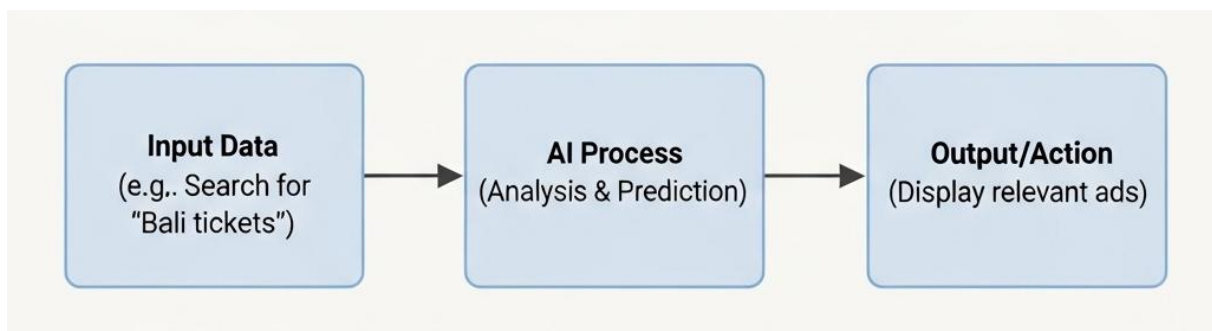 Input Data
(e.g.. Search for
“Bali tickets”)
AI Process
(Analysis & Prediction)
Output/Action
(Display relevant ads)